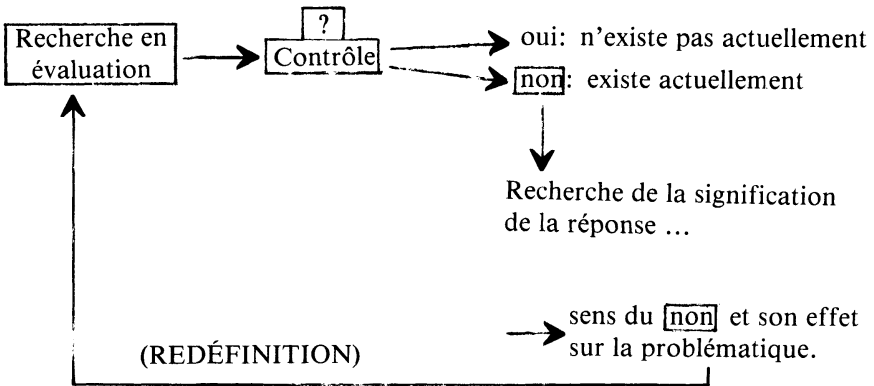 Recherche en
évaluation
?
Contrôle
oui: n'existe pas actuellement
non: existe actuellement
Recherche de la signification
de la réponse ...
sens du non et son effet
sur la problématique.
(REDÉFINITION)